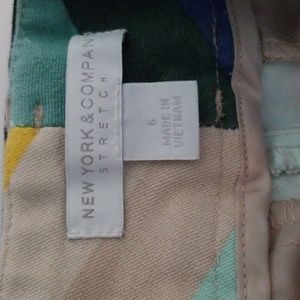 NEW YORK & COMPANY
STRETCH
6
MADE IN
VIETNAM